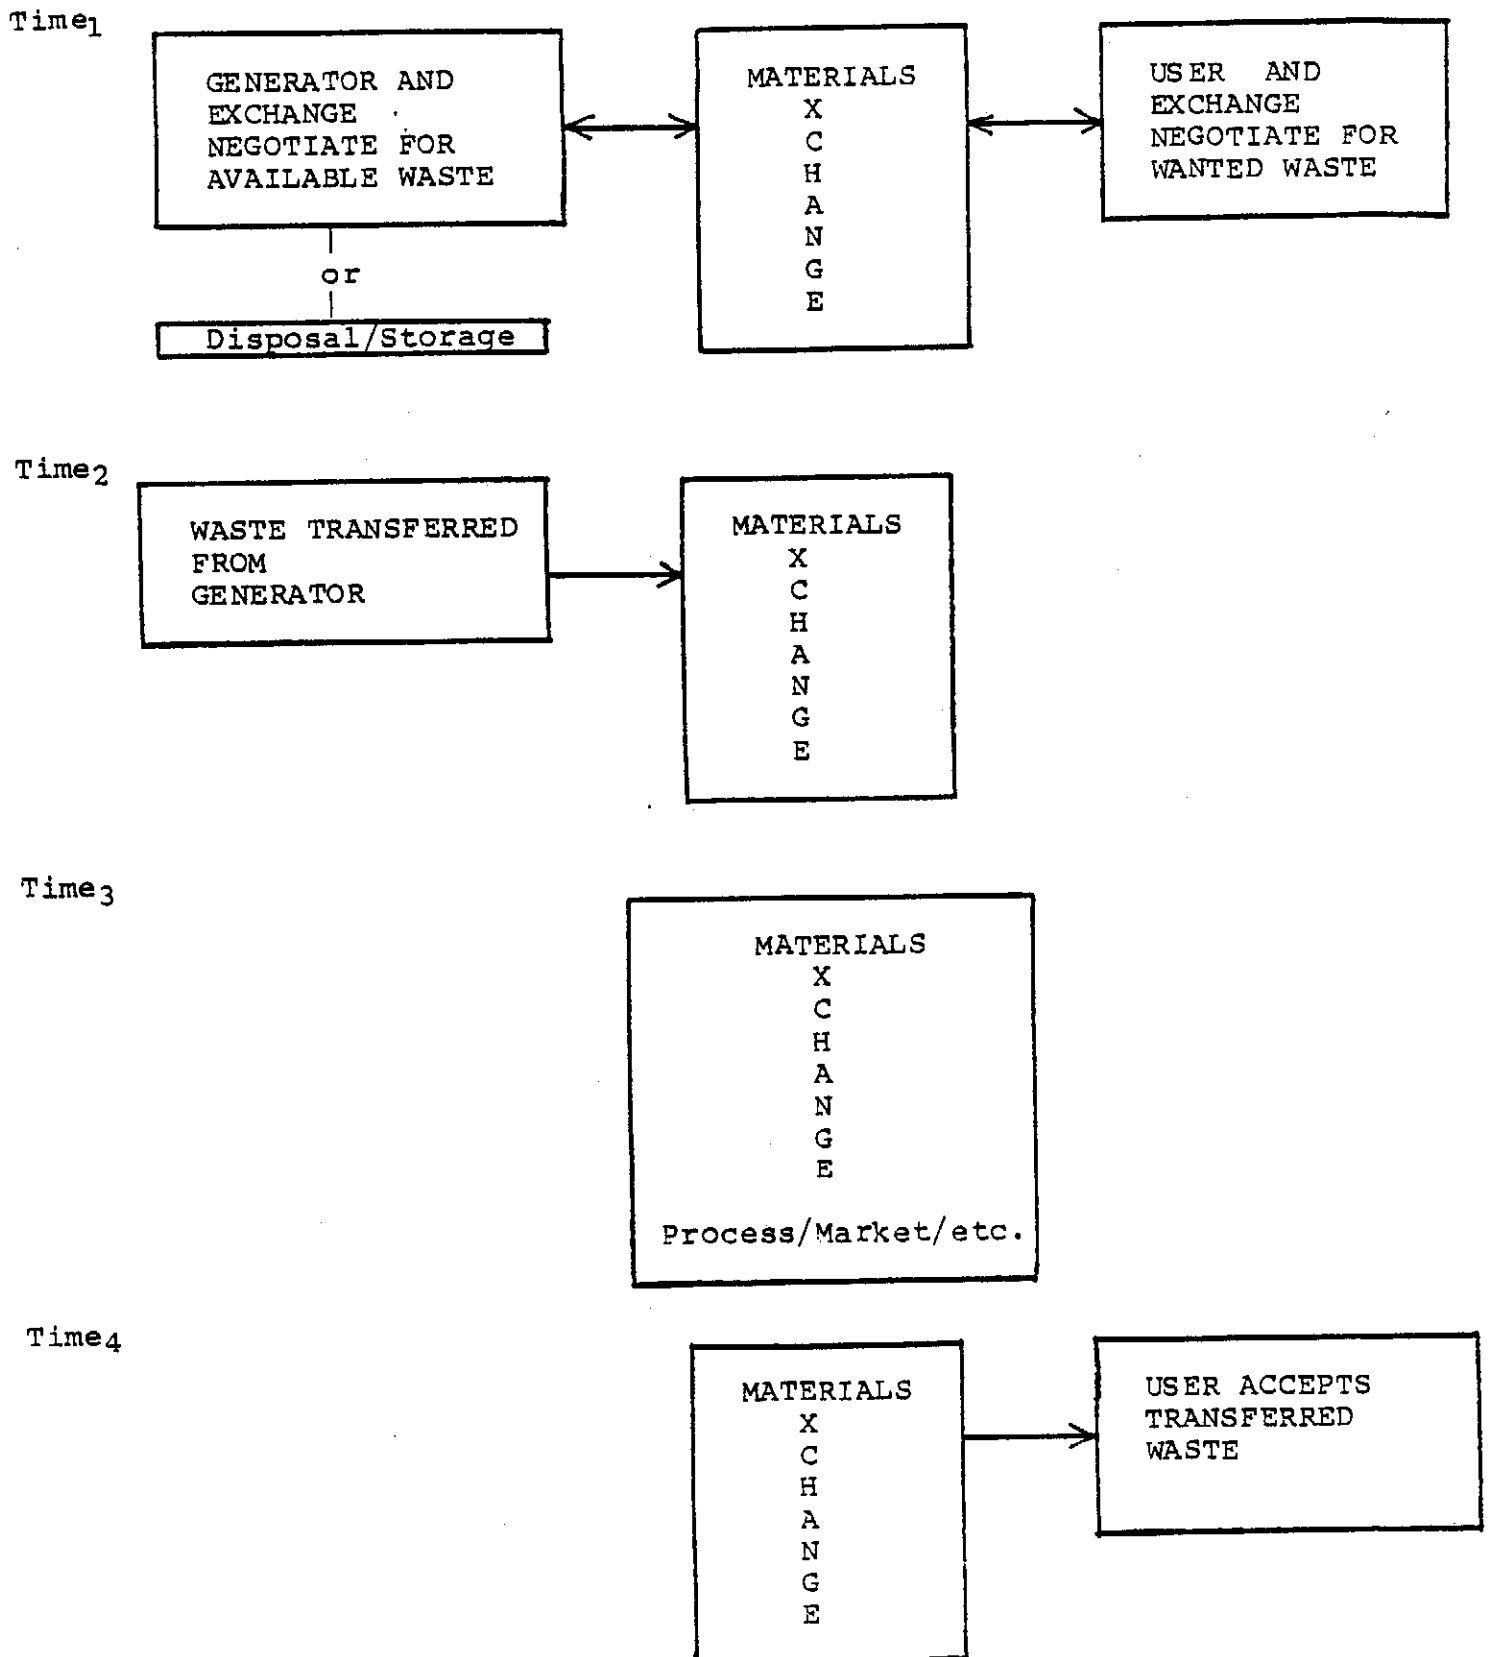 Time1
GENERATOR AND
EXCHANGE
NEGOTIATE FOR
AVAILABLE WASTE
or
Disposal/Storage
MATERIALS
X
C
H
A
N
G
E
USER AND
EXCHANGE
NEGOTIATE FOR
WANTED WASTE
Time2
WASTE TRANSFERRED
FROM
GENERATOR
MATERIALS
X
C
H
A
N
G
E
Time3
MATERIALS
X
C
H
A
N
G
E
Process/Market/etc.
Time4
MATERIALS
X
C
H
A
N
G
E
USER ACCEPTS
TRANSFERRED
WASTE